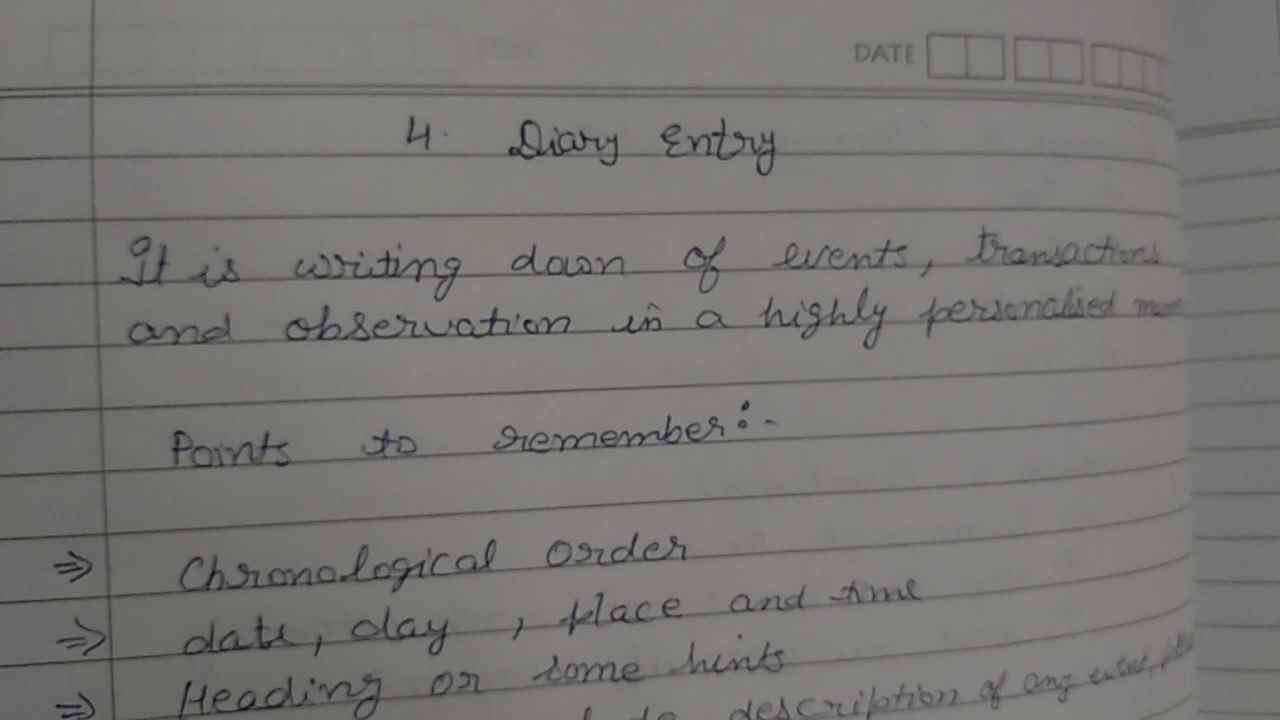 DATE
4. Diary Entry
It is writing down of events, transactions
and observation in a highly personalised
Points to remember:-
⇒ Chronological order
⇒ date, day, place and time
⇒ Heading or some hints
⇒ description of any event,